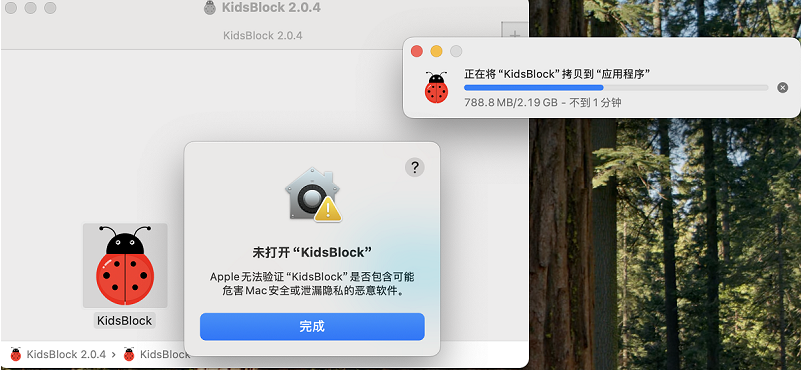 KidsBlock 2.0.4
KidsBlock 2.0.4
正在将“KidsBlock”拷贝到“应用程序”
788.8 MB/2.19 GB - 不到 1 分钟
?
未打开“KidsBlock”
Apple 无法验证“KidsBlock”是否包含可能
危害 Mac 安全或泄漏隐私的恶意软件。
完成
KidsBlock
KidsBlock 2.0.4 › KidsBlock